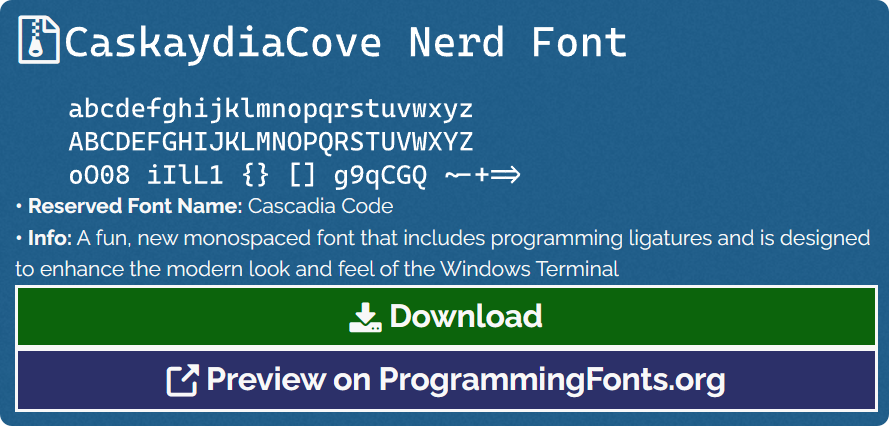 CaskaydiaCove Nerd Font
abcdefghijklmnopqrstuvwxyz
ABCDEFGHIJKLMNOPQRSTUVWXYZ
oO08 iIlL1 {} [] g9qCGQ ~-+=>
• Reserved Font Name: Cascadia Code
• Info: A fun, new monospaced font that includes programming ligatures and is designed
to enhance the modern look and feel of the Windows Terminal
Download
Preview on ProgrammingFonts.org